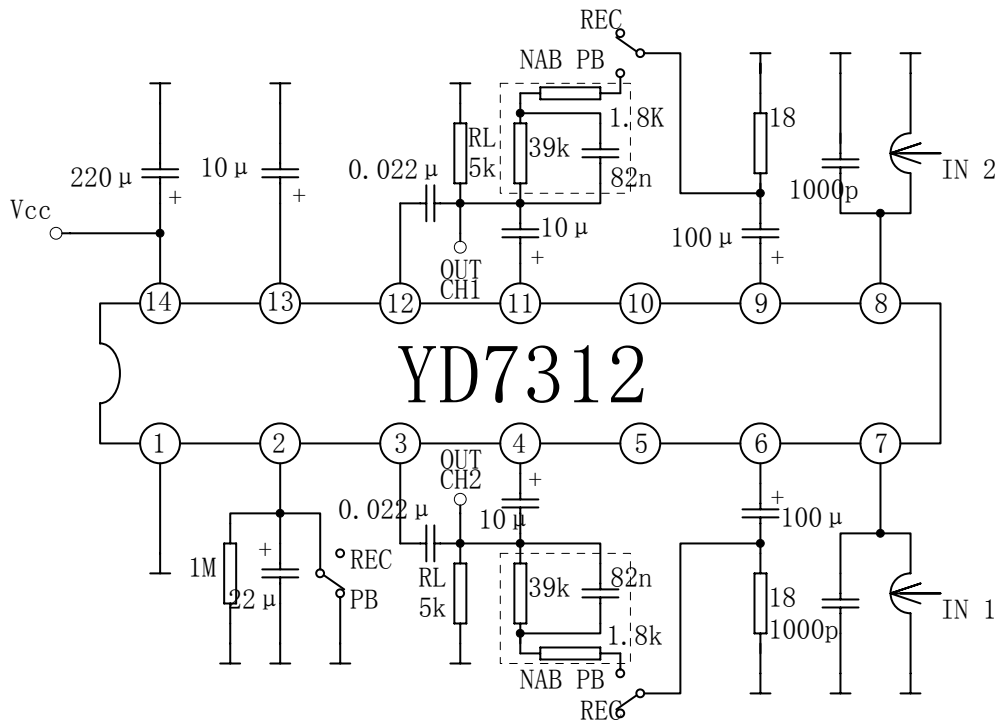 REC
NAB PB
1.8K
18
RL
5k
39k
82n
0.022μ
220μ
10μ
1000p
IN 2
Vcc
10μ
100μ
OUT
CH1
14
13
12
11
10
9
8
YD7312
1
2
3
4
5
6
7
OUT
CH2
0.022μ
10μ
100μ
1M
22μ
REC
PB
RL
5k
39k
82n
1.8k
18
1000p
IN 1
NAB PB
REC